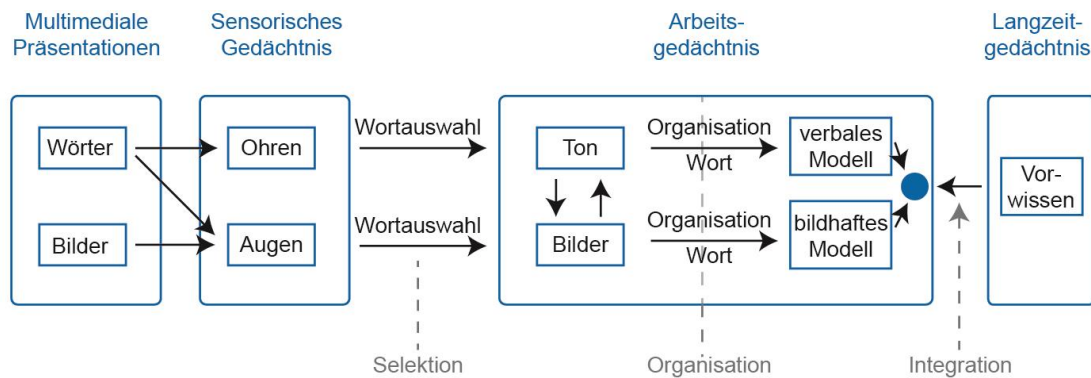 Multimediale
Präsentationen
Sensorisches
Gedächtnis
Arbeits-
gedächtnis
Langzeit-
gedächtnis
Wörter
Ohren
Wortauswahl
Ton
Organisation
Wort
verbales
Modell
Vor-
wissen
Bilder
Augen
Wortauswahl
Bilder
Organisation
Wort
bildhaftes
Modell
Selektion
Organisation
Integration